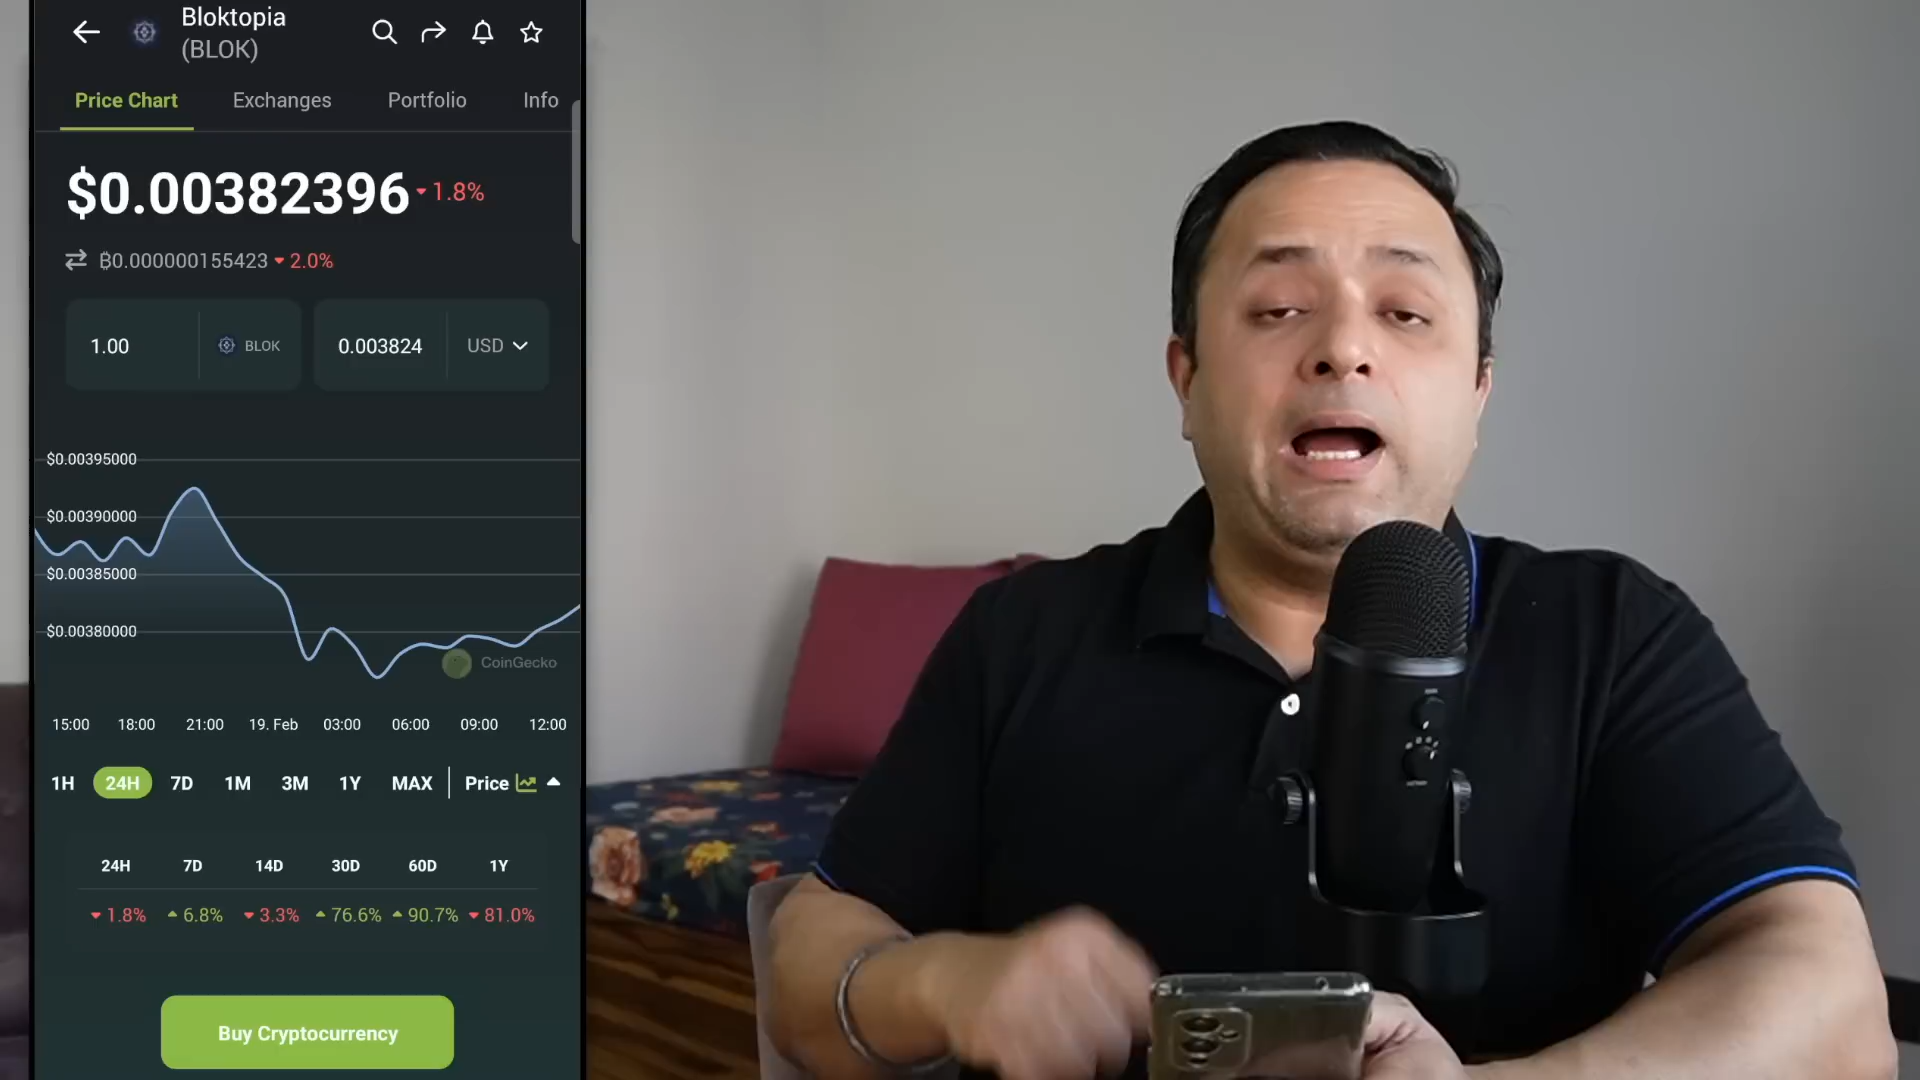 Bloktopia
(BLOK)
Price Chart Exchanges Portfolio Info
$0.00382396 1.8%
₿0.000000155423 2.0%
1.00 BLOK 0.003824 USD
$0.00395000
$0.00390000
$0.00385000
$0.00380000
CoinGecko
15:00 18:00 21:00 19. Feb 03:00 06:00 09:00 12:00
1H 24H 7D 1M 3M 1Y MAX Price
24H 7D 14D 30D 60D 1Y
1.8% 6.8% 3.3% 76.6% 90.7% 81.0%
Buy Cryptocurrency